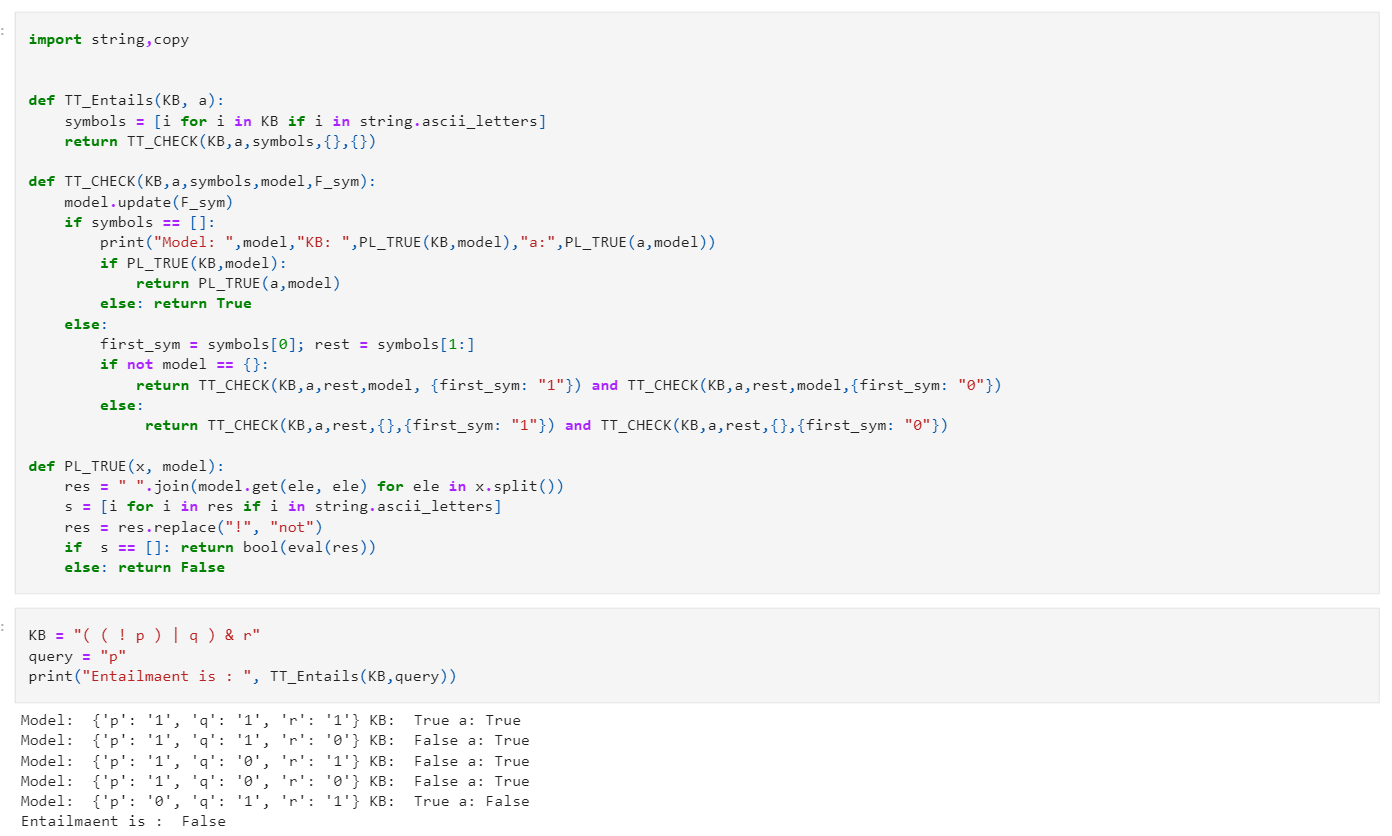 import string,copy
def TT_Entails(KB, a):
    symbols = [i for i in KB if i in string.ascii_letters]
    return TT_CHECK(KB,a,symbols,{},{})
def TT_CHECK(KB,a,symbols,model,F_sym):
    model.update(F_sym)
    if symbols == []:
        print("Model: ",model,"KB: ",PL_TRUE(KB,model),"a:",PL_TRUE(a,model))
        if PL_TRUE(KB,model):
            return PL_TRUE(a,model)
        else: return True
    else:
        first_sym = symbols[0]; rest = symbols[1:]
        if not model == {}:
            return TT_CHECK(KB,a,rest,model, {first_sym: "1"}) and TT_CHECK(KB,a,rest,model,{first_sym: "0"})
        else:
             return TT_CHECK(KB,a,rest,{},{first_sym: "1"}) and TT_CHECK(KB,a,rest,{},{first_sym: "0"})
def PL_TRUE(x, model):
    res = " ".join(model.get(ele, ele) for ele in x.split())
    s = [i for i in res if i in string.ascii_letters]
    res = res.replace("!", "not")
    if  s == []: return bool(eval(res))
    else: return False
KB = "( ( ! p ) | q ) & r"
query = "p"
print("Entailmaent is : ", TT_Entails(KB,query))
Model:  {'p': '1', 'q': '1', 'r': '1'} KB:  True a: True
Model:  {'p': '1', 'q': '1', 'r': '0'} KB:  False a: True
Model:  {'p': '1', 'q': '0', 'r': '1'} KB:  False a: True
Model:  {'p': '1', 'q': '0', 'r': '0'} KB:  False a: True
Model:  {'p': '0', 'q': '1', 'r': '1'} KB:  True a: False
Entailmaent is :  False